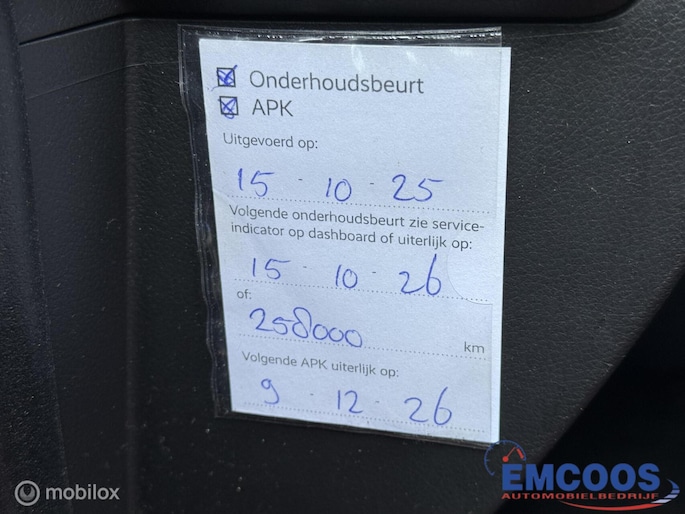 Onderhoudsbeurt
APK
Uitgevoerd op:
15 - 10 - 25
Volgende onderhoudsbeurt zie service-
indicator op dashboard of uiterlijk op:
15 - 10 - 26
of:
258000 km
Volgende APK uiterlijk op:
9 - 12 - 26
EMCOOS
AUTOMOBIELBEDRIJF
© mobilox